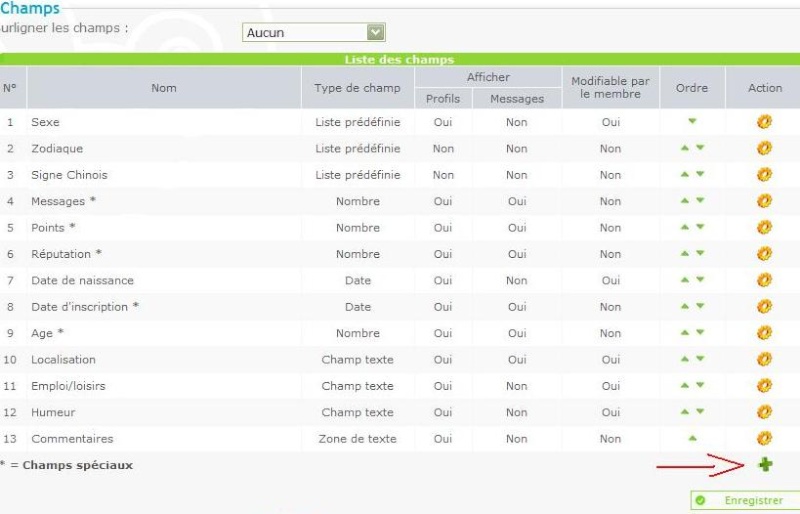 Champs
Surligner les champs :
Aucun
Liste des champs
N° Nom Type de champ Afficher Modifiable par le membre Ordre Action
Profils Messages
1 Sexe Liste prédéfinie Oui Non Oui
2 Zodiaque Liste prédéfinie Non Non Non
3 Signe Chinois Liste prédéfinie Non Non Non
4 Messages * Nombre Oui Oui Non
5 Points * Nombre Oui Oui Non
6 Réputation * Nombre Oui Oui Non
7 Date de naissance Date Oui Non Oui
8 Date d'inscription * Date Oui Oui Non
9 Age * Nombre Oui Oui Non
10 Localisation Champ texte Oui Oui Oui
11 Emploi/loisirs Champ texte Oui Non Oui
12 Humeur Champ texte Oui Non Oui
13 Commentaires Zone de texte Oui Non Non
* = Champs spéciaux
Enregistrer